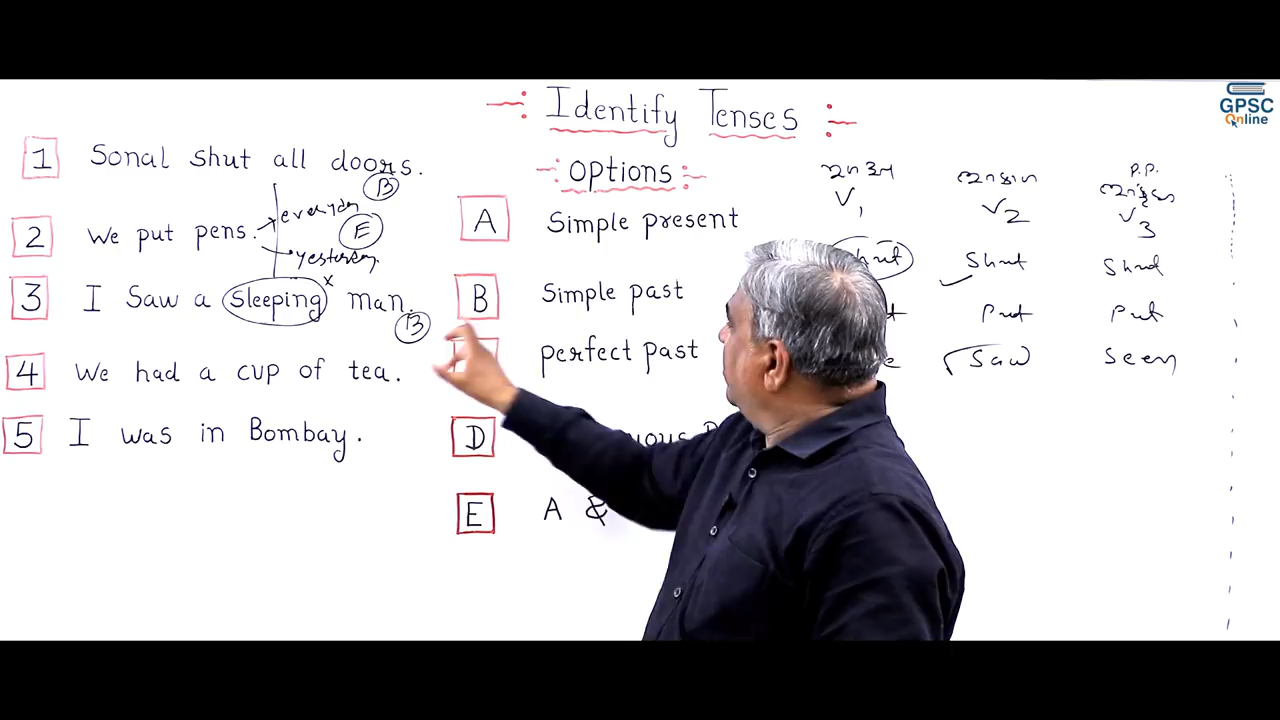 GPSC
Online
Identify Tenses
Options
1 Sonal shut all doors.
B
everyday
2 We put pens.
E
yesterday
3 I Saw a Sleeping x man.
B
4 We had a cup of tea.
5 I was in Bombay.
A Simple present
B Simple past
perfect past
D
E A &
P.P.
V1 V2 V3
Shut Shut Shut
Put Put
Saw Seen